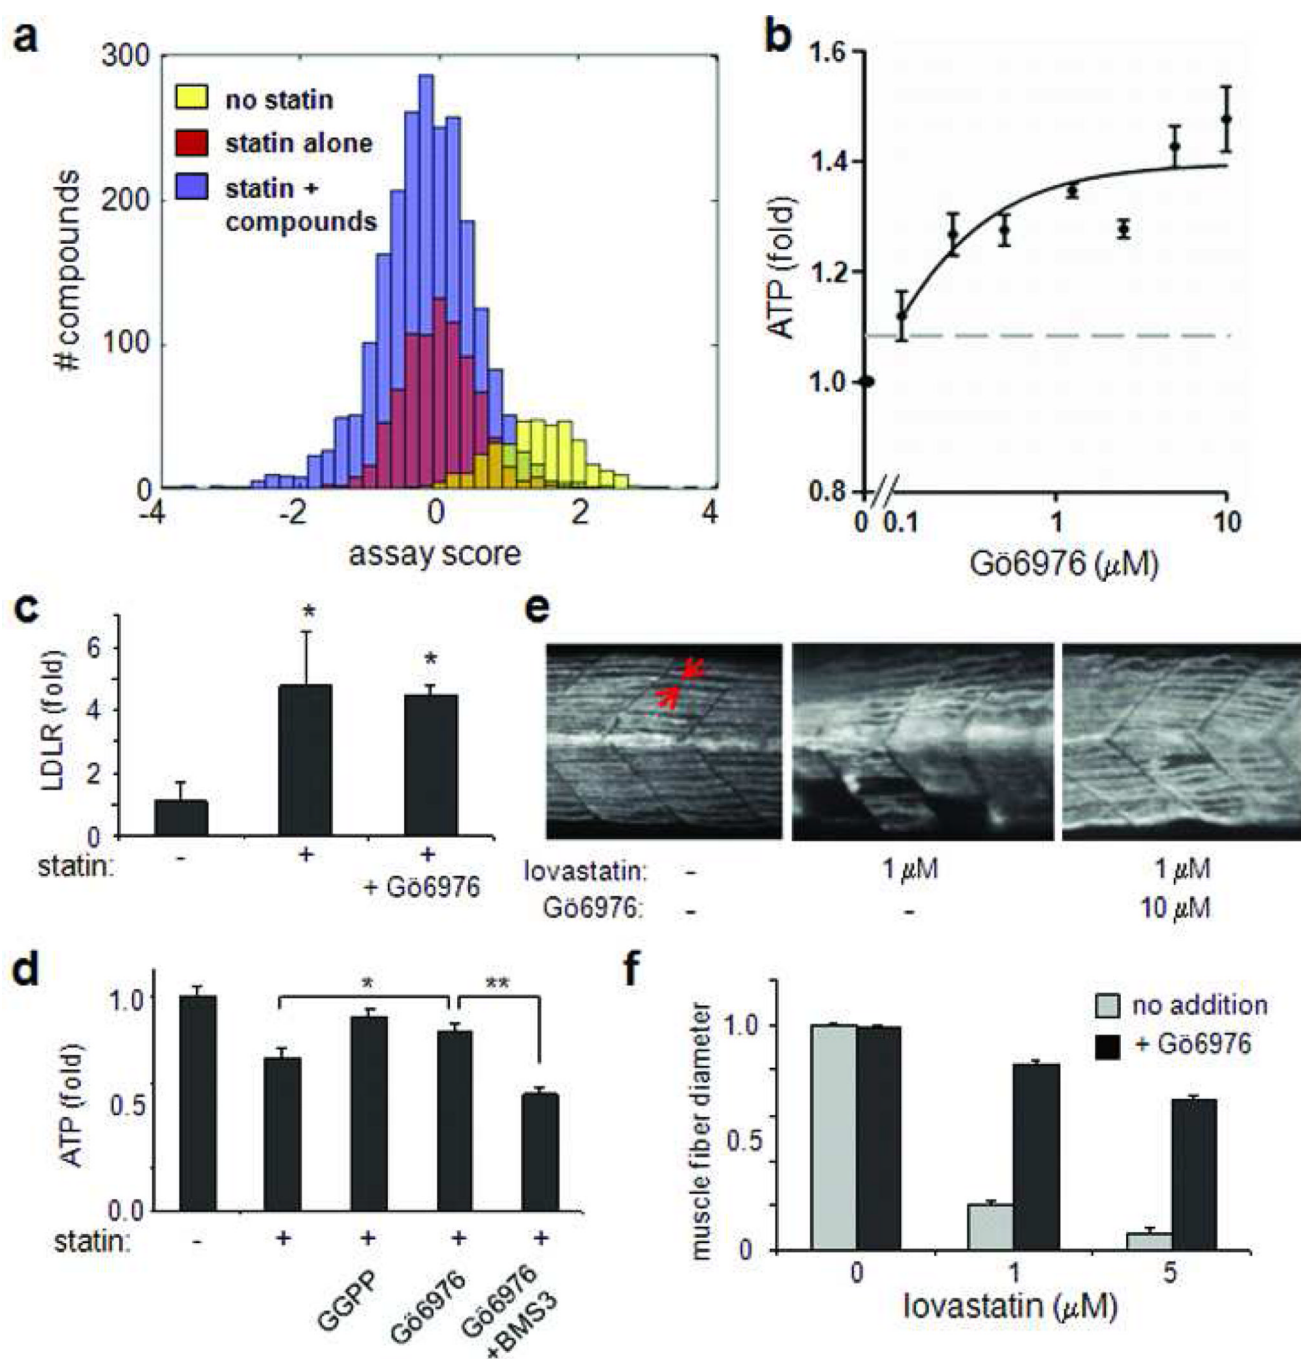 a
300
200
100
0
# compounds
no statin
statin alone
statin +
compounds
-4
-2
0
2
4
assay score
b
1.6
1.4
1.2
1.0
0.8
ATP (fold)
0
0.1
1
10
Gö6976 (μM)
c
6
4
2
0
LDLR (fold)
*
*
statin:
-
+
+
+ Gö6976
d
1.0
0.5
0.0
ATP (fold)
*
**
statin:
-
+
+
+
+
GGPP
Gö6976
Gö6976
+BMS3
e
lovastatin: - 1 μM 1 μM
Gö6976: - - 10 μM
f
1.0
0.5
0
muscle fiber diameter
no addition
+ Gö6976
0
1
5
lovastatin (μM)